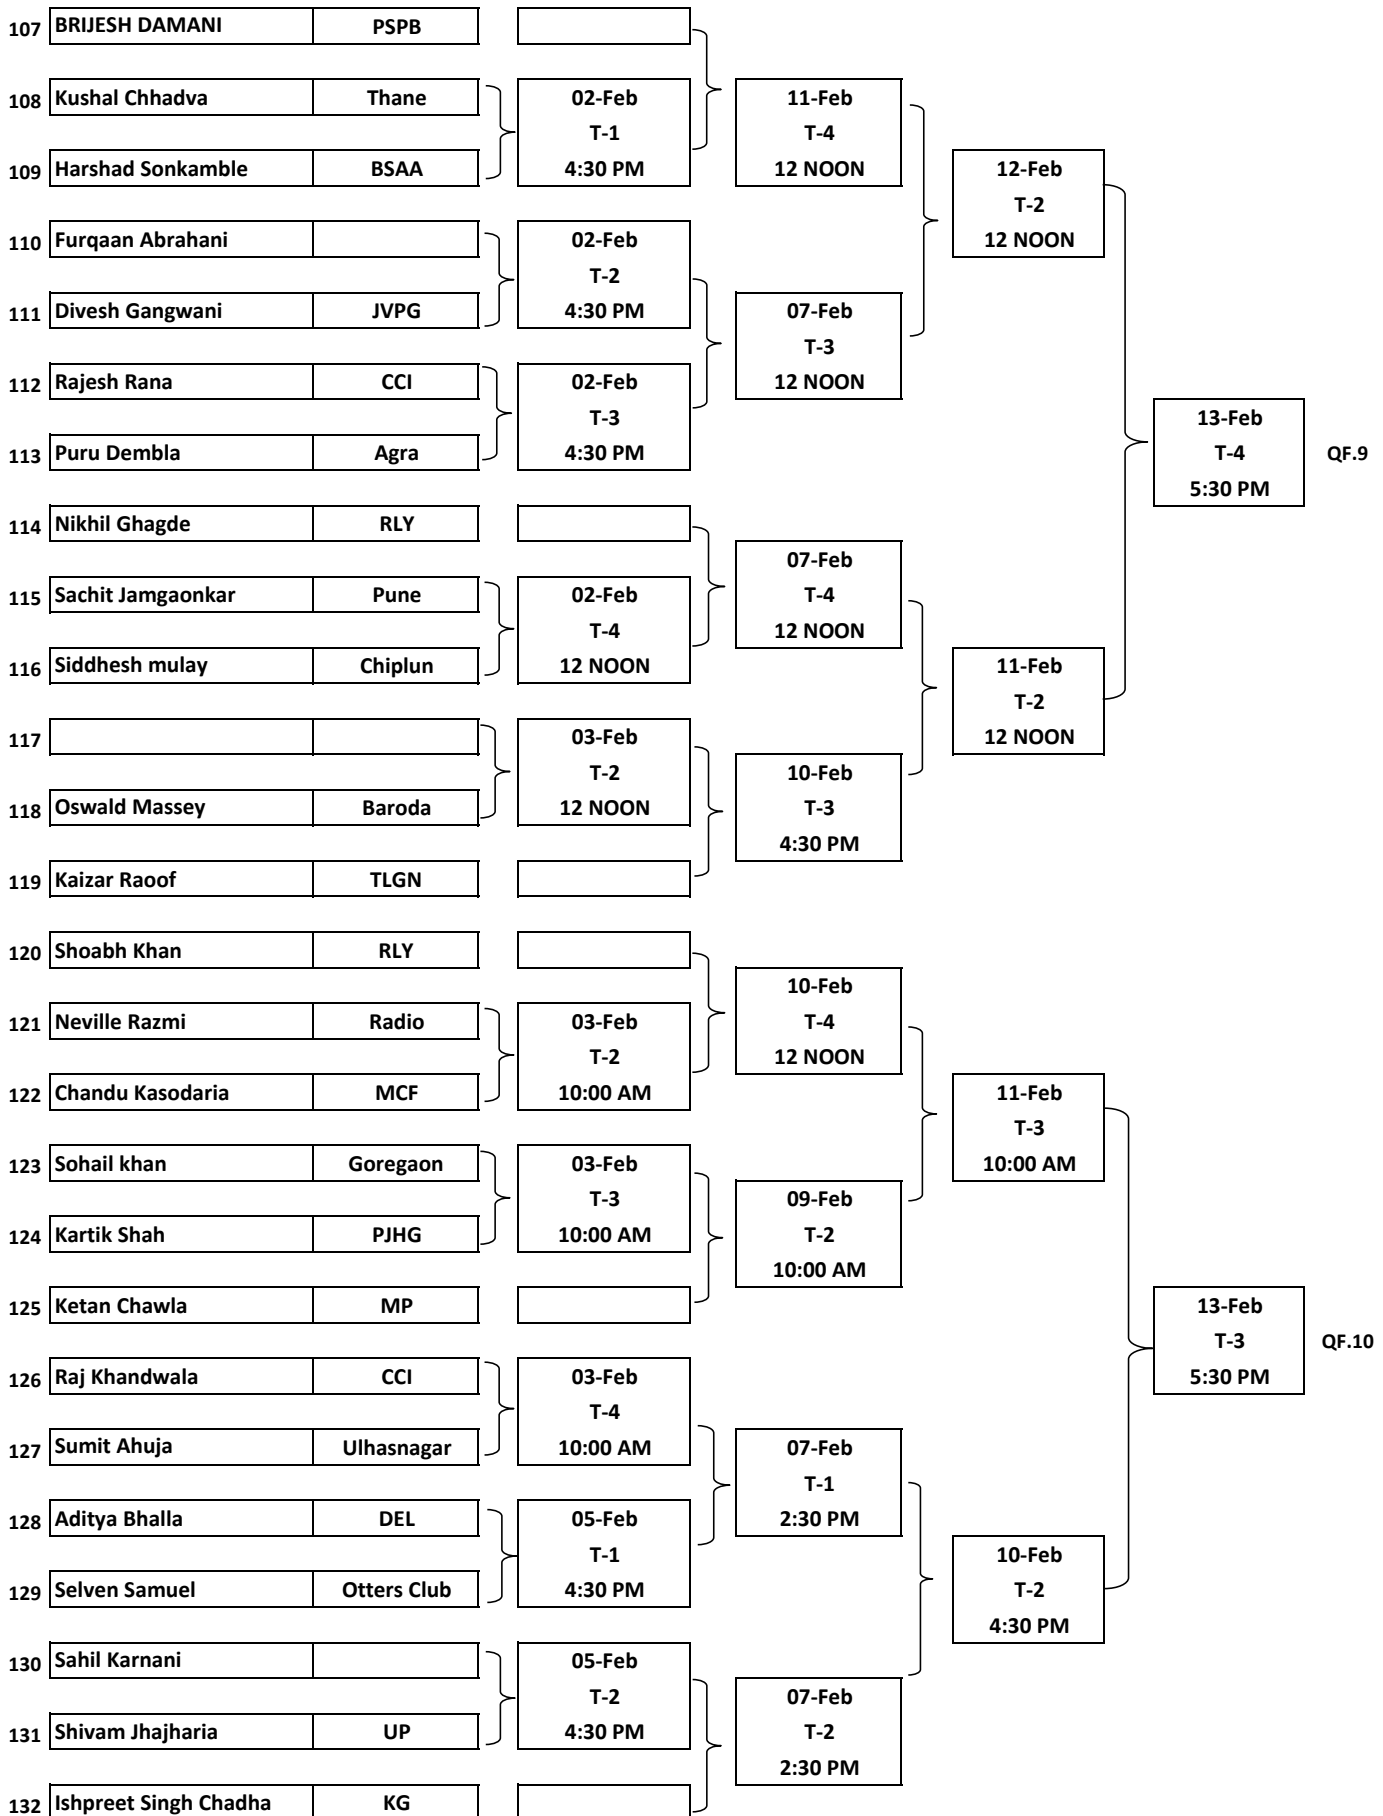 107 BRIJESH DAMANI PSPB
108 Kushal Chhadva Thane 02-Feb 11-Feb
T-1 T-4
109 Harshad Sonkamble BSAA 4:30 PM 12 NOON 12-Feb
T-2
110 Furqaan Abrahani 02-Feb 12 NOON
T-2
111 Divesh Gangwani JVPG 4:30 PM 07-Feb
T-3
112 Rajesh Rana CCI 02-Feb 12 NOON
T-3 13-Feb
113 Puru Dembla Agra 4:30 PM T-4 QF.9
5:30 PM
114 Nikhil Ghagde RLY
07-Feb
115 Sachit Jamgaonkar Pune 02-Feb T-4
T-4 12 NOON
116 Siddhesh mulay Chiplun 12 NOON 11-Feb
T-2
117 03-Feb 12 NOON
T-2 10-Feb
118 Oswald Massey Baroda 12 NOON T-3
4:30 PM
119 Kaizar Raoof TLGN
120 Shoabh Khan RLY
10-Feb
121 Neville Razmi Radio 03-Feb T-4
T-2 12 NOON
122 Chandu Kasodaria MCF 10:00 AM 11-Feb
T-3
123 Sohail khan Goregaon 03-Feb 10:00 AM
T-3 09-Feb
124 Kartik Shah PJHG 10:00 AM T-2
10:00 AM
125 Ketan Chawla MP 13-Feb
T-3 QF.10
126 Raj Khandwala CCI 03-Feb 5:30 PM
T-4
127 Sumit Ahuja Ulhasnagar 10:00 AM 07-Feb
T-1
128 Aditya Bhalla DEL 05-Feb 2:30 PM
T-1 10-Feb
129 Selven Samuel Otters Club 4:30 PM T-2
4:30 PM
130 Sahil Karnani 05-Feb
T-2 07-Feb
131 Shivam Jhajharia UP 4:30 PM T-2
2:30 PM
132 Ishpreet Singh Chadha KG